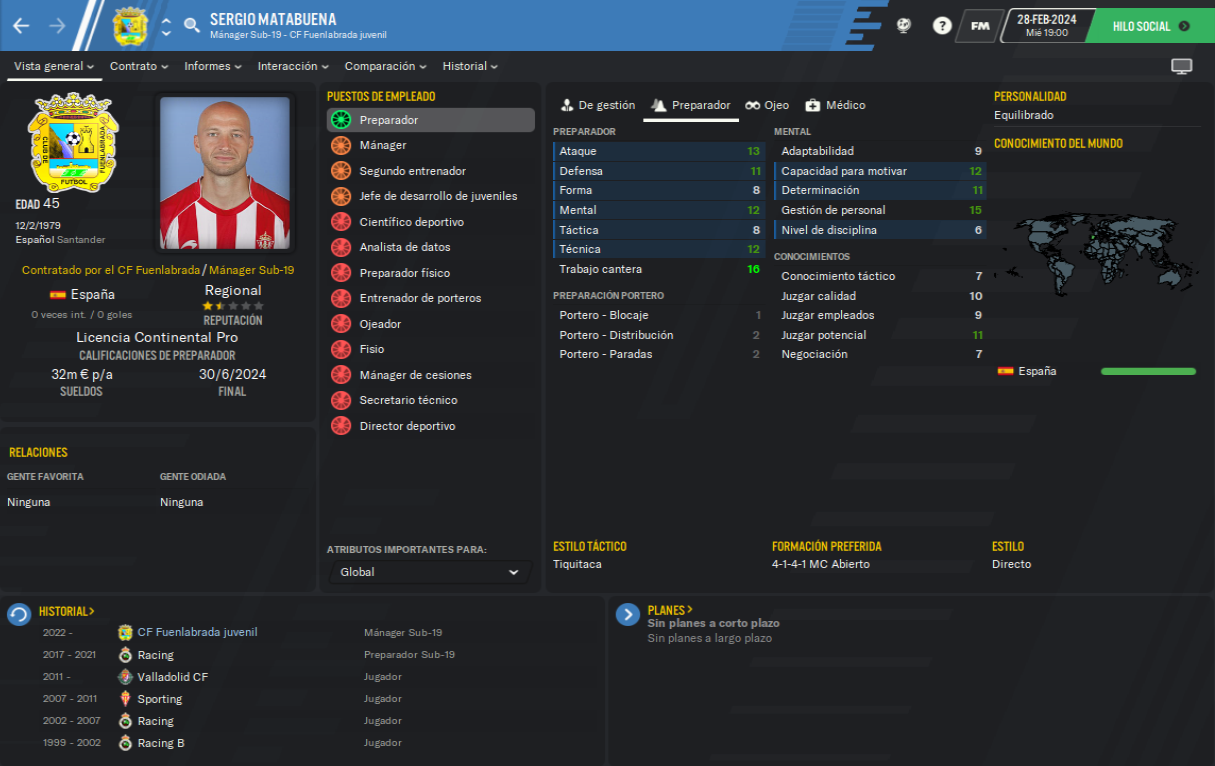 SERGIO MATABUENA
Mánager Sub-19 - CF Fuenlabrada juvenil
?
FM
28-FEB-2024
Mié 19:00
HILO SOCIAL
Vista general
Contrato
Informes
Interacción
Comparación
Historial
CLUB DE
FUTBOL
FUENLABRADA
EDAD 45
12/2/1979
Español Santander
Contratado por el CF Fuenlabrada / Mánager Sub-19
España
0 veces int. / 0 goles
Regional
REPUTACIÓN
Licencia Continental Pro
CALIFICACIONES DE PREPARADOR
32m € p/a
SUELDOS
30/6/2024
FINAL
RELACIONES
GENTE FAVORITA
Ninguna
GENTE ODIADA
Ninguna
PUESTOS DE EMPLEADO
Preparador
Mánager
Segundo entrenador
Jefe de desarrollo de juveniles
Científico deportivo
Analista de datos
Preparador físico
Entrenador de porteros
Ojeador
Fisio
Mánager de cesiones
Secretario técnico
Director deportivo
ATRIBUTOS IMPORTANTES PARA:
Global
De gestión
Preparador
Ojeo
Médico
PREPARADOR
Ataque 13
Defensa 11
Forma 8
Mental 12
Táctica 8
Técnica 12
Trabajo cantera 16
PREPARACIÓN PORTERO
Portero - Blocaje 1
Portero - Distribución 2
Portero - Paradas 2
MENTAL
Adaptabilidad 9
Capacidad para motivar 12
Determinación 11
Gestión de personal 15
Nivel de disciplina 6
CONOCIMIENTOS
Conocimiento táctico 7
Juzgar calidad 10
Juzgar empleados 9
Juzgar potencial 11
Negociación 7
PERSONALIDAD
Equilibrado
CONOCIMIENTO DEL MUNDO
España
ESTILO TÁCTICO
Tiquitaca
FORMACIÓN PREFERIDA
4-1-4-1 MC Abierto
ESTILO
Directo
HISTORIAL >
2022 - CF Fuenlabrada juvenil Mánager Sub-19
2017 - 2021 Racing Preparador Sub-19
2011 - Valladolid CF Jugador
2007 - 2011 Sporting Jugador
2002 - 2007 Racing Jugador
1999 - 2002 Racing B Jugador
PLANES >
Sin planes a corto plazo
Sin planes a largo plazo